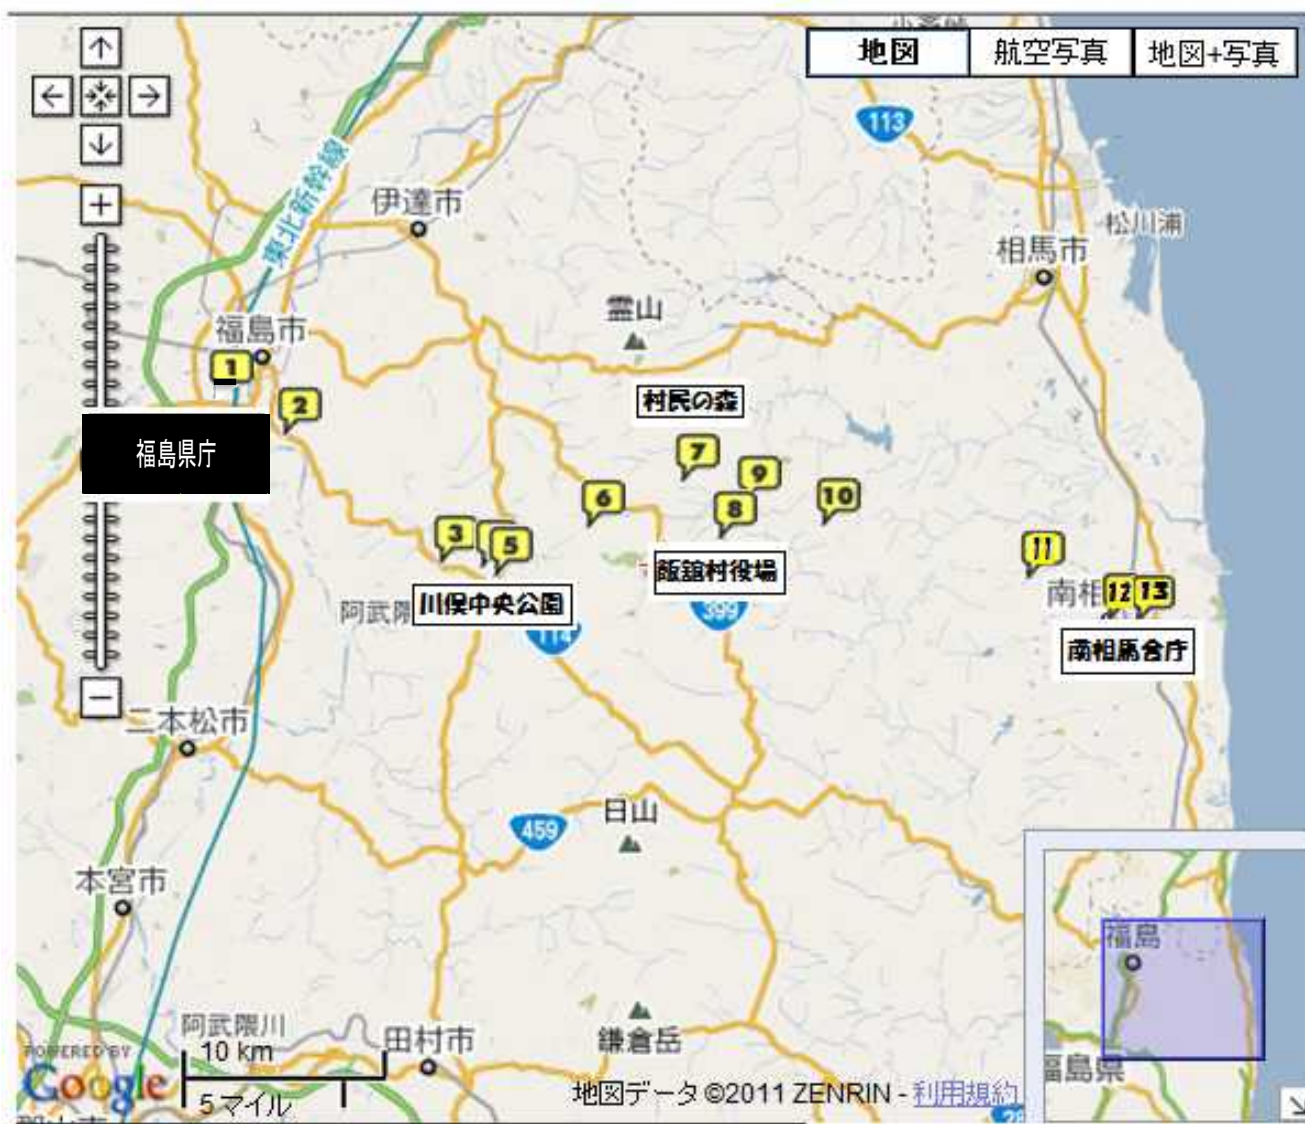 地図
航空写真
地図+写真
113
東北新幹線
伊達市
松川浦
相馬市
霊山
福島市
1
2
村民の森
福島県庁
7
9
6
8
10
3
5
11
飯舘村役場
12
13
南相
阿武隈
川俣中央公園
399
114
南相馬合庁
二本松市
日山
459
本宮市
福島
阿武隈川
田村市
鎌倉岳
10 km
POWERED BY
Google
5 マイル
地図データ ©2011 ZENRIN - 利用規約
福島県